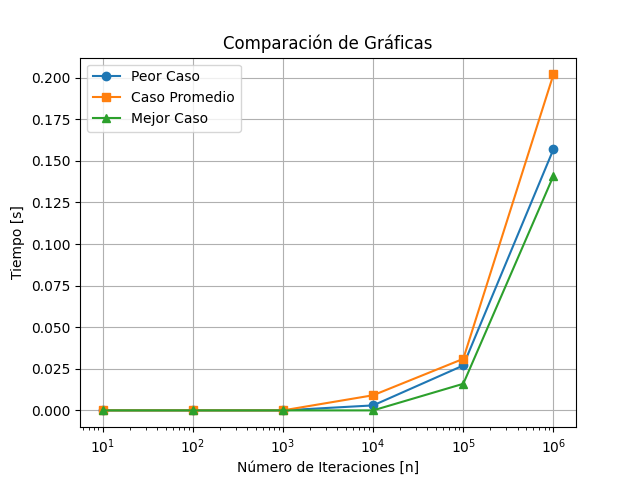 Comparación de Gráficas
Peor Caso
Caso Promedio
Mejor Caso
0.200
0.175
0.150
0.125
0.100
0.075
0.050
0.025
0.000
Tiempo [s]
10¹ 10² 10³ 10⁴ 10⁵ 10⁶
Número de Iteraciones [n]